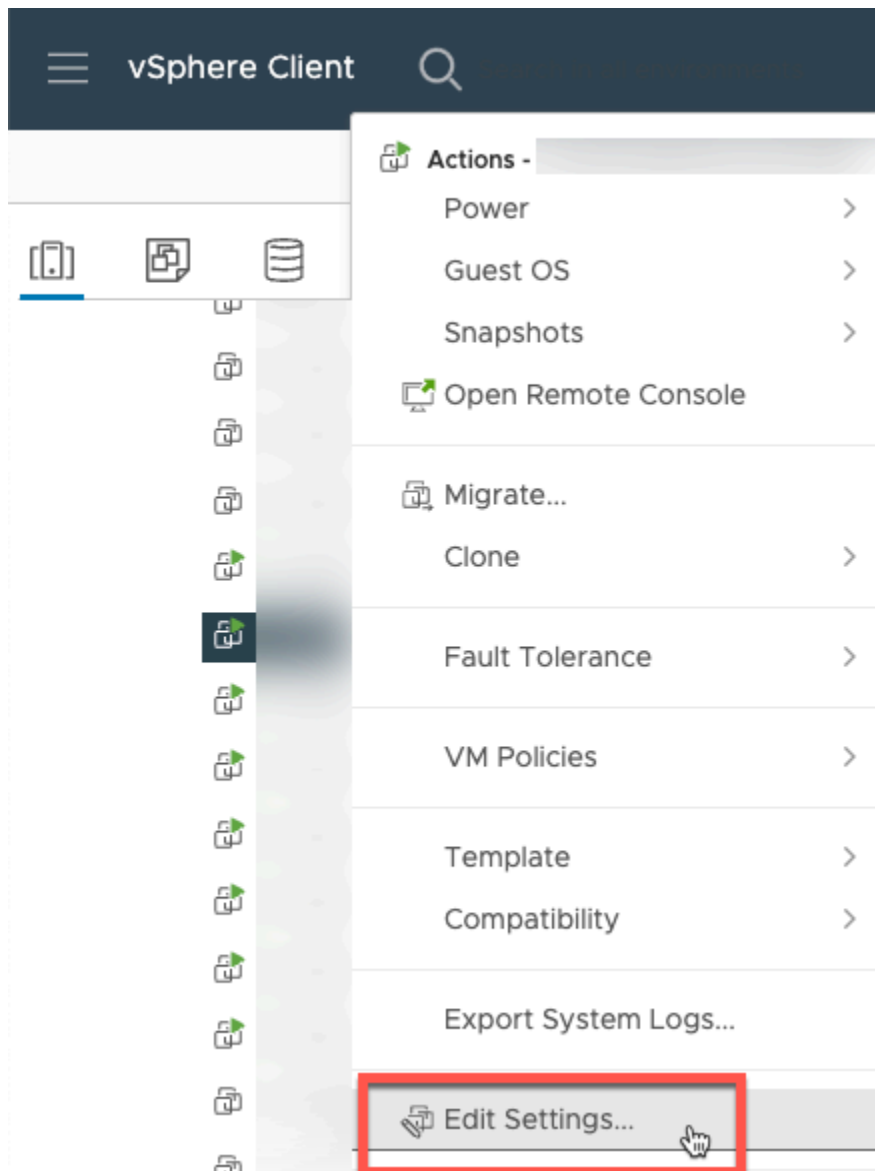 vSphere Client
Actions -
Power
Guest OS
Snapshots
Open Remote Console
Migrate...
Clone
Fault Tolerance
VM Policies
Template
Compatibility
Export System Logs...
Edit Settings...